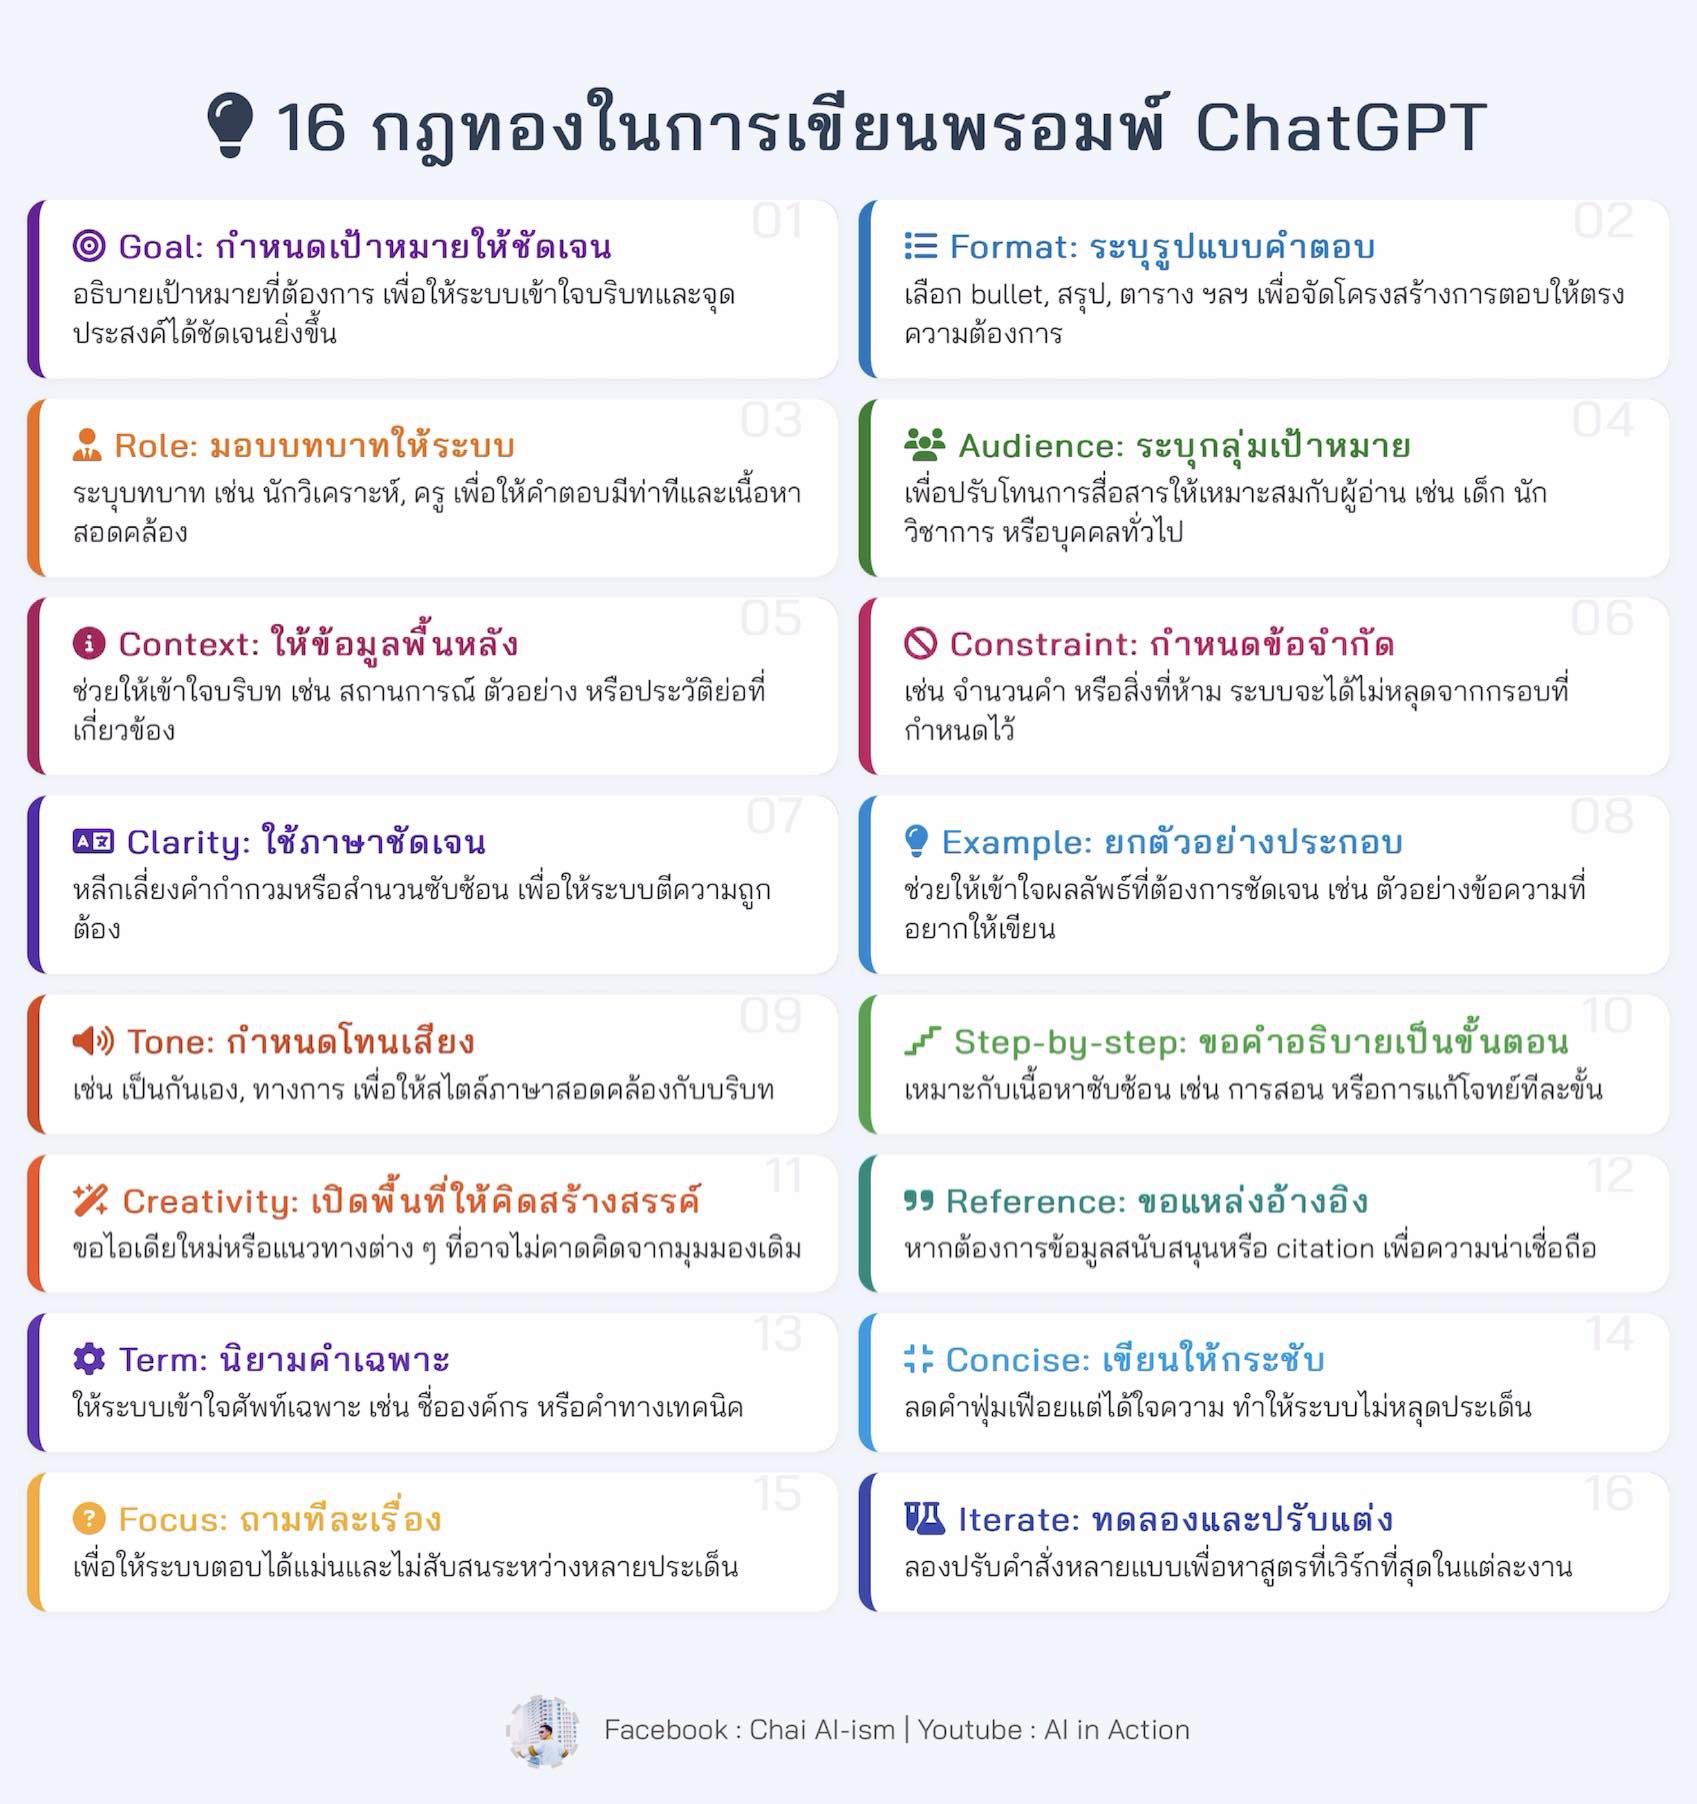 16 กฎทองในการเขียนพรอมพ์ ChatGPT
01
Goal: กำหนดเป้าหมายให้ชัดเจน
อธิบายเป้าหมายที่ต้องการ เพื่อให้ระบบเข้าใจบริบทและจุด
ประสงค์ได้ชัดเจนยิ่งขึ้น
02
Format: ระบุรูปแบบคำตอบ
เลือก bullet, สรุป, ตาราง ฯลฯ เพื่อจัดโครงสร้างการตอบให้ตรง
ความต้องการ
03
Role: มอบบทบาทให้ระบบ
ระบุบทบาท เช่น นักวิเคราะห์, ครู เพื่อให้คำตอบมีท่าทีและเนื้อหา
สอดคล้อง
04
Audience: ระบุกลุ่มเป้าหมาย
เพื่อปรับโทนการสื่อสารให้เหมาะสมกับผู้อ่าน เช่น เด็ก นัก
วิชาการ หรือบุคคลทั่วไป
05
Context: ให้ข้อมูลพื้นหลัง
ช่วยให้เข้าใจบริบท เช่น สถานการณ์ ตัวอย่าง หรือประวัติย่อที่
เกี่ยวข้อง
06
Constraint: กำหนดข้อจำกัด
เช่น จำนวนคำ หรือสิ่งที่ห้าม ระบบจะได้ไม่หลุดจากกรอบที่
กำหนดไว้
07
Clarity: ใช้ภาษาชัดเจน
หลีกเลี่ยงคำกำกวมหรือสำนวนซับซ้อน เพื่อให้ระบบตีความถูก
ต้อง
08
Example: ยกตัวอย่างประกอบ
ช่วยให้เข้าใจผลลัพธ์ที่ต้องการชัดเจน เช่น ตัวอย่างข้อความที่
อยากให้เขียน
09
Tone: กำหนดโทนเสียง
เช่น เป็นกันเอง, ทางการ เพื่อให้สไตล์ภาษาสอดคล้องกับบริบท
10
Step-by-step: ขอคำอธิบายเป็นขั้นตอน
เหมาะกับเนื้อหาซับซ้อน เช่น การสอน หรือการแก้โจทย์ทีละขั้น
11
Creativity: เปิดพื้นที่ให้คิดสร้างสรรค์
ขอไอเดียใหม่หรือแนวทางต่าง ๆ ที่อาจไม่คาดคิดจากมุมมองเดิม
12
Reference: ขอแหล่งอ้างอิง
หากต้องการข้อมูลสนับสนุนหรือ citation เพื่อความน่าเชื่อถือ
13
Term: นิยามคำเฉพาะ
ให้ระบบเข้าใจศัพท์เฉพาะ เช่น ชื่อองค์กร หรือคำทางเทคนิค
14
Concise: เขียนให้กระชับ
ลดคำฟุ่มเฟือยแต่ได้ใจความ ทำให้ระบบไม่หลุดประเด็น
15
Focus: ถามทีละเรื่อง
เพื่อให้ระบบตอบได้แม่นและไม่สับสนระหว่างหลายประเด็น
16
Iterate: ทดลองและปรับแต่ง
ลองปรับคำสั่งหลายแบบเพื่อหาสูตรที่เวิร์กที่สุดในแต่ละงาน
Facebook : Chai AI-ism | Youtube : AI in Action